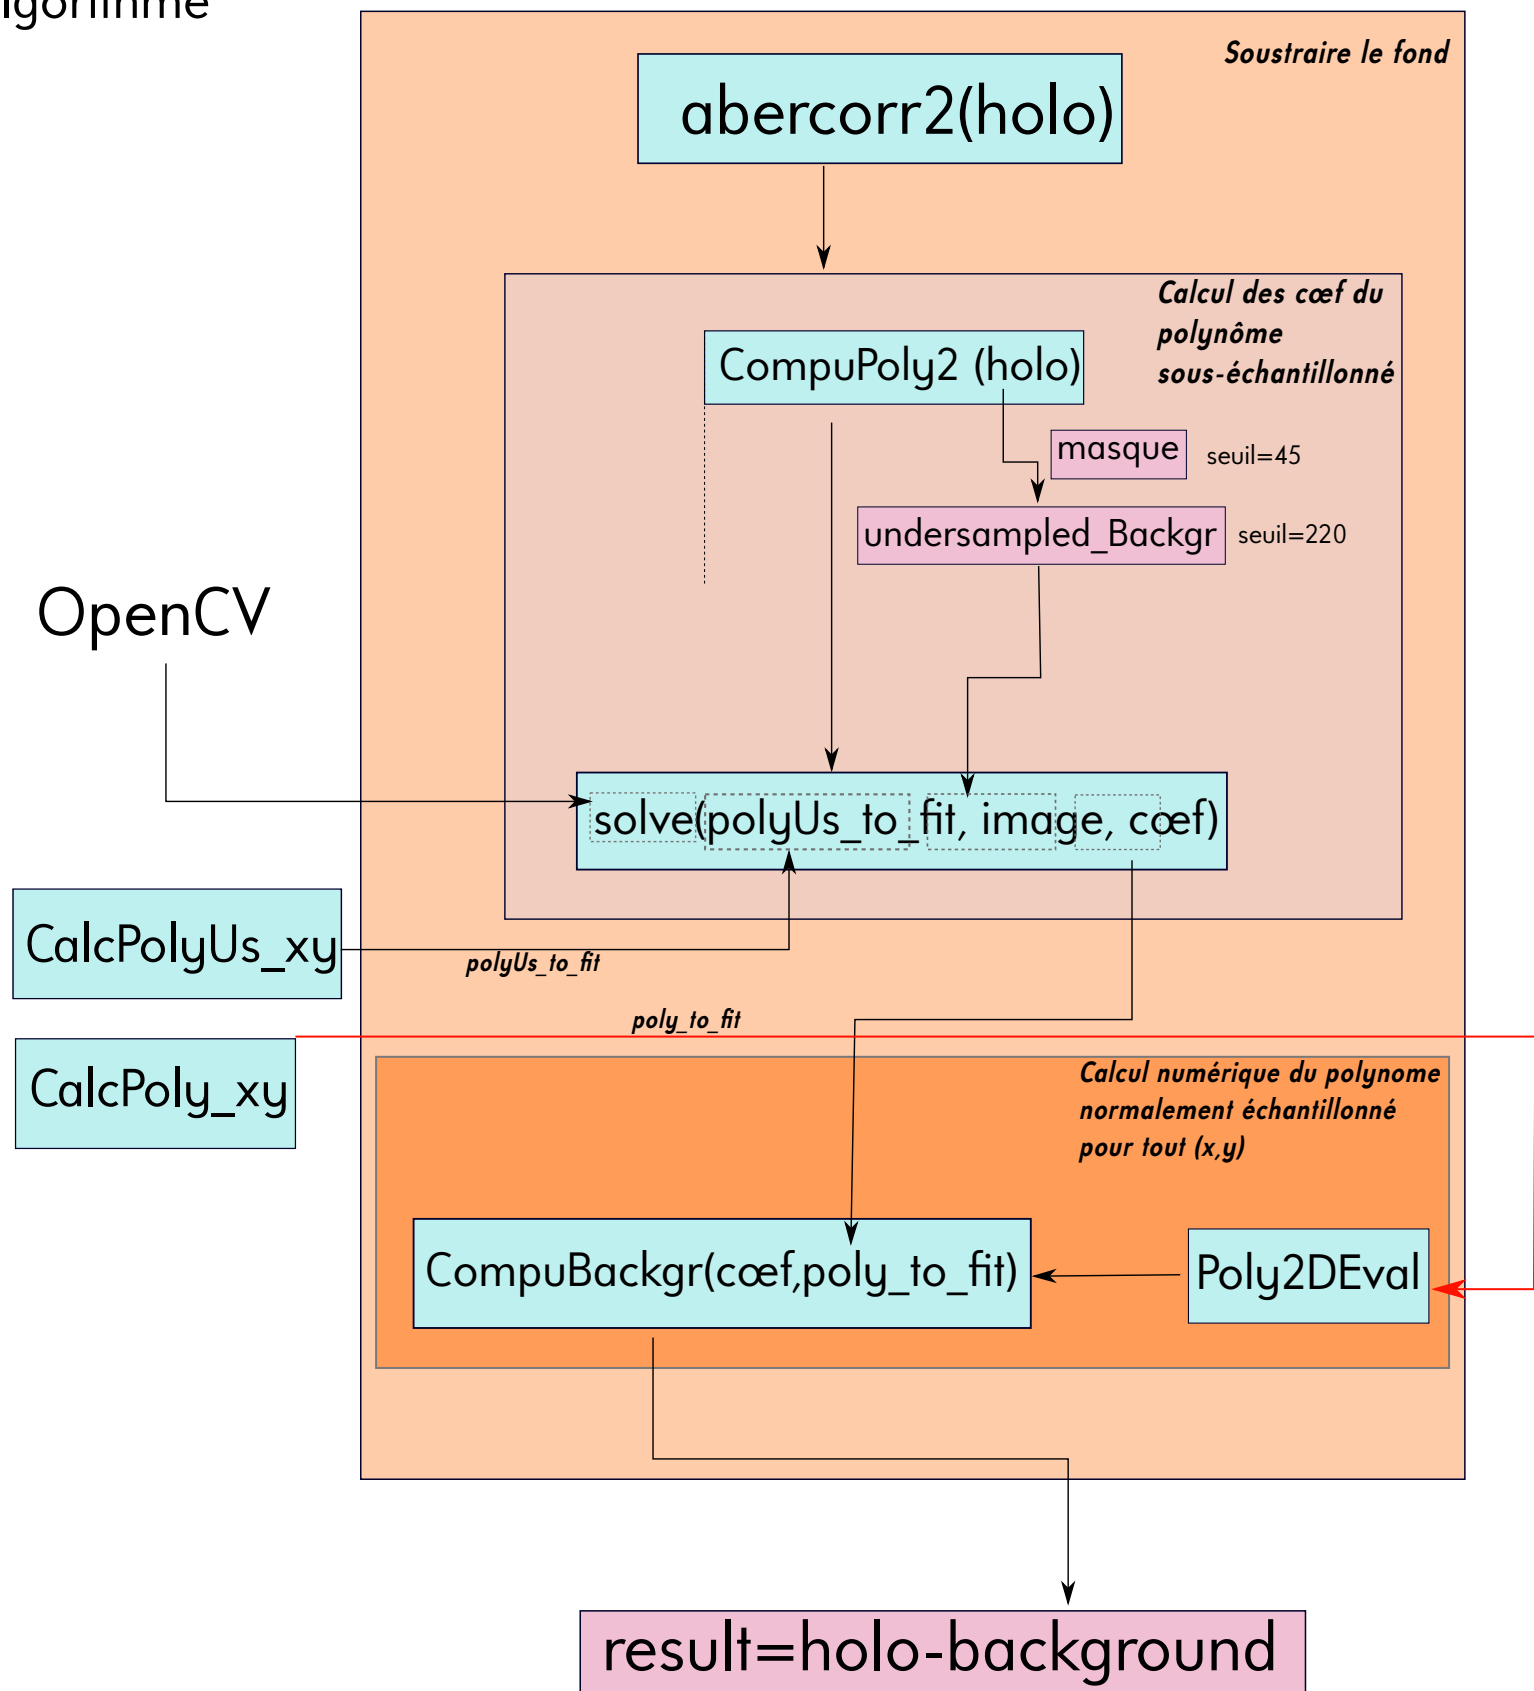 Soustraire le fond
abercorr2(holo)
Calcul des cœf du
polynôme
sous-échantillonné
CompuPoly2 (holo)
masque
seuil=45
undersampled_Backgr
seuil=220
OpenCV
solve(polyUs_to_fit, image, cœf)
CalcPolyUs_xy
polyUs_to_fit
poly_to_fit
CalcPoly_xy
Calcul numérique du polynome
normalement échantillonné
pour tout (x,y)
CompuBackgr(cœf,poly_to_fit)
Poly2DEval
result=holo-background